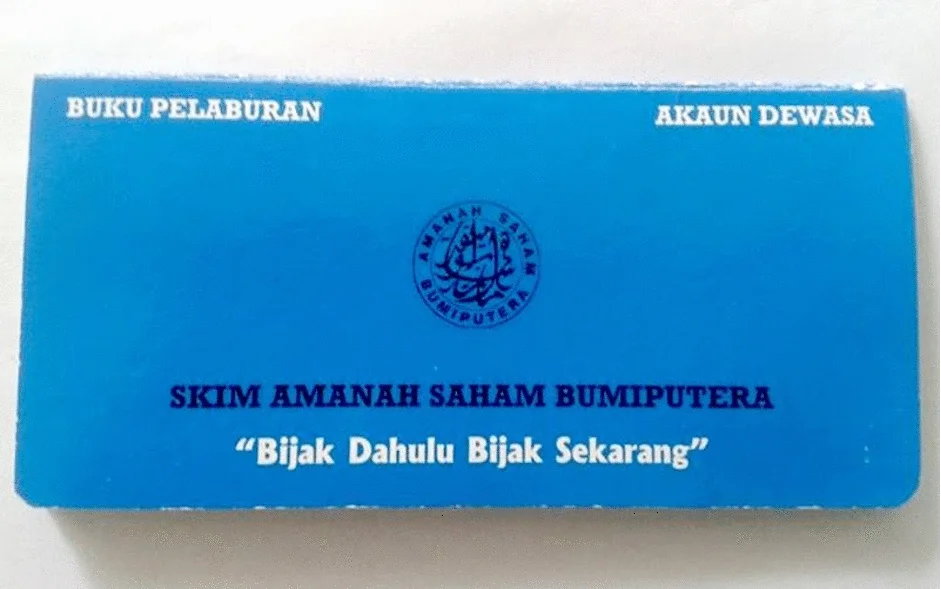 BUKU PELABURAN
AKAUN DEWASA
AMANAH SAHAM
BUMIPUTERA
SKIM AMANAH SAHAM BUMIPUTERA
“Bijak Dahulu Bijak Sekarang”